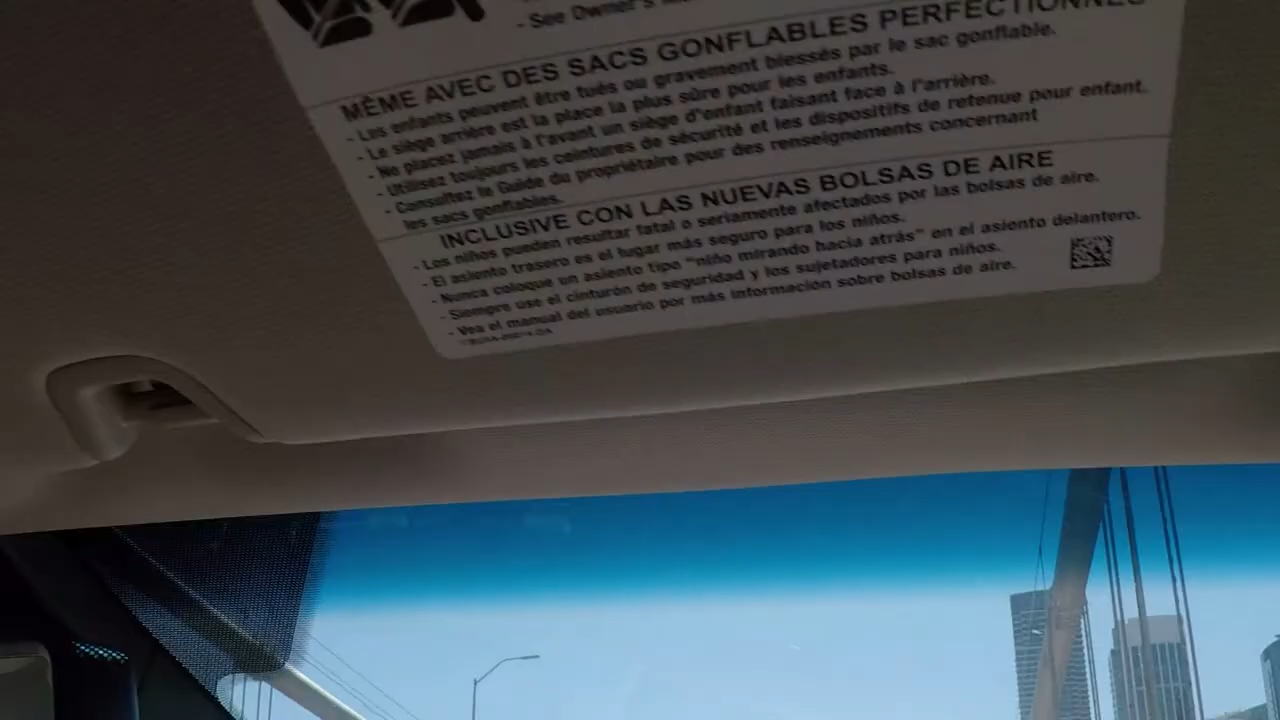 - See Owner's
MÊME AVEC DES SACS GONFLABLES PERFECTIONNÉS
- Les enfants peuvent être tués ou gravement blessés par le sac gonflable.
- Le siège arrière est la place la plus sûre pour les enfants.
- Ne placez jamais à l'avant un siège d'enfant faisant face à l'arrière.
- Utilisez toujours les ceintures de sécurité et les dispositifs de retenue pour enfant.
- Consultez le Guide du propriétaire pour des renseignements concernant
les sacs gonflables.
INCLUSIVE CON LAS NUEVAS BOLSAS DE AIRE
- Los niños pueden resultar fatal o seriamente afectados por las bolsas de aire.
- El asiento trasero es el lugar más seguro para los niños.
- Nunca coloque un asiento tipo "niño mirando hacia atrás" en el asiento delantero.
- Siempre use el cinturón de seguridad y los sujetadores para niños.
- Vea el manual del usuario por más información sobre bolsas de aire.